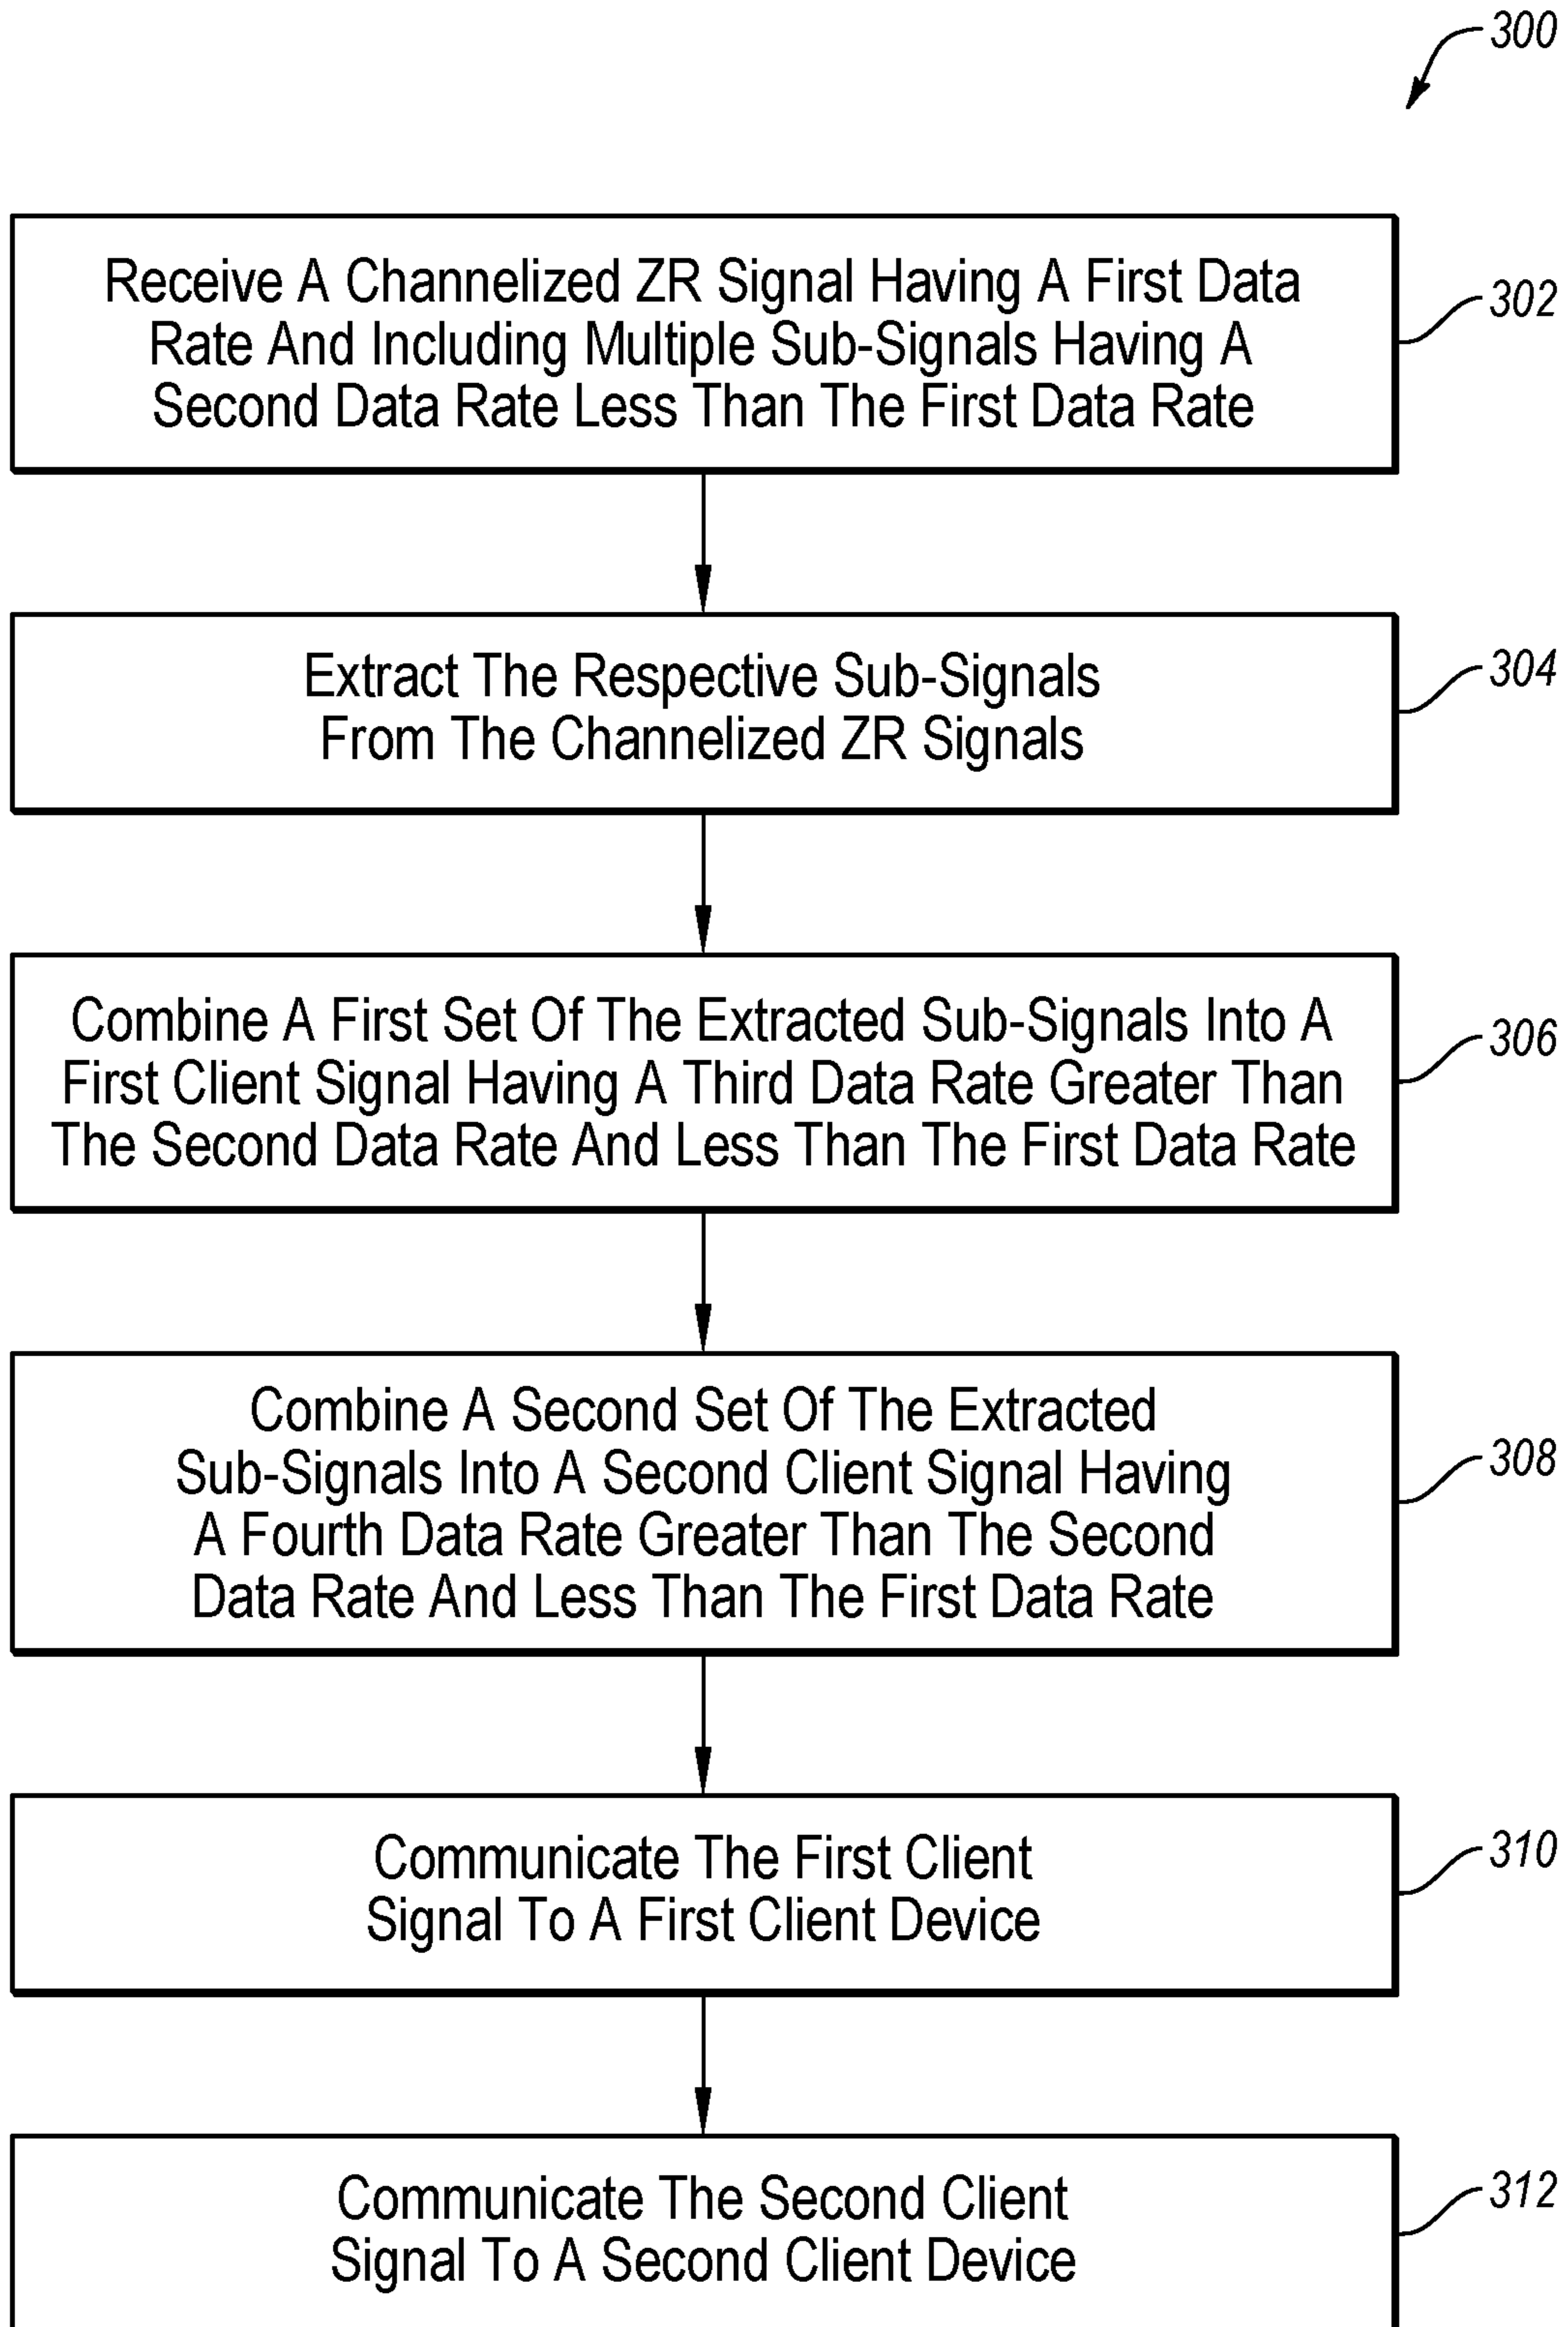 300
Receive A Channelized ZR Signal Having A First Data
Rate And Including Multiple Sub-Signals Having A
Second Data Rate Less Than The First Data Rate
302
Extract The Respective Sub-Signals
From The Channelized ZR Signals
304
Combine A First Set Of The Extracted Sub-Signals Into A
First Client Signal Having A Third Data Rate Greater Than
The Second Data Rate And Less Than The First Data Rate
306
Combine A Second Set Of The Extracted
Sub-Signals Into A Second Client Signal Having
A Fourth Data Rate Greater Than The Second
Data Rate And Less Than The First Data Rate
308
Communicate The First Client
Signal To A First Client Device
310
Communicate The Second Client
Signal To A Second Client Device
312